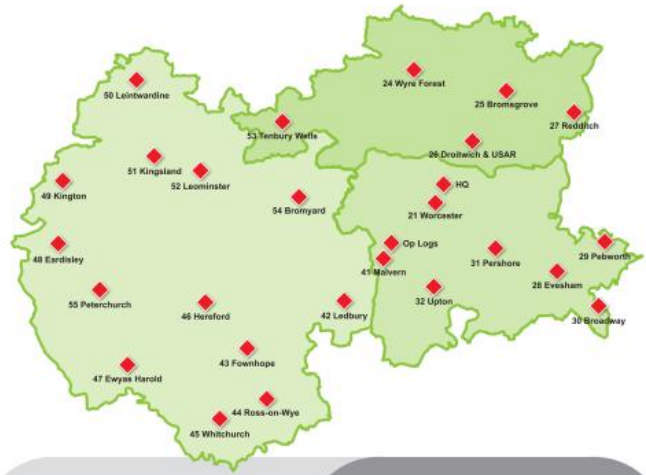 24 Wyre Forest
50 Leintwardine
25 Bromsgrove
27 Redditch
53 Tenbury Wells
26 Droitwich & USAR
51 Kingsland
52 Leominster
HQ
49 Kington
21 Worcester
54 Bromyard
Op Logs
48 Eardisley
31 Pershore
29 Pebworth
41 Malvern
28 Evesham
55 Peterchurch
32 Upton
46 Hereford
42 Ledbury
30 Broadway
43 Fownhope
47 Ewyas Harold
44 Ross-on-Wye
45 Whitchurch